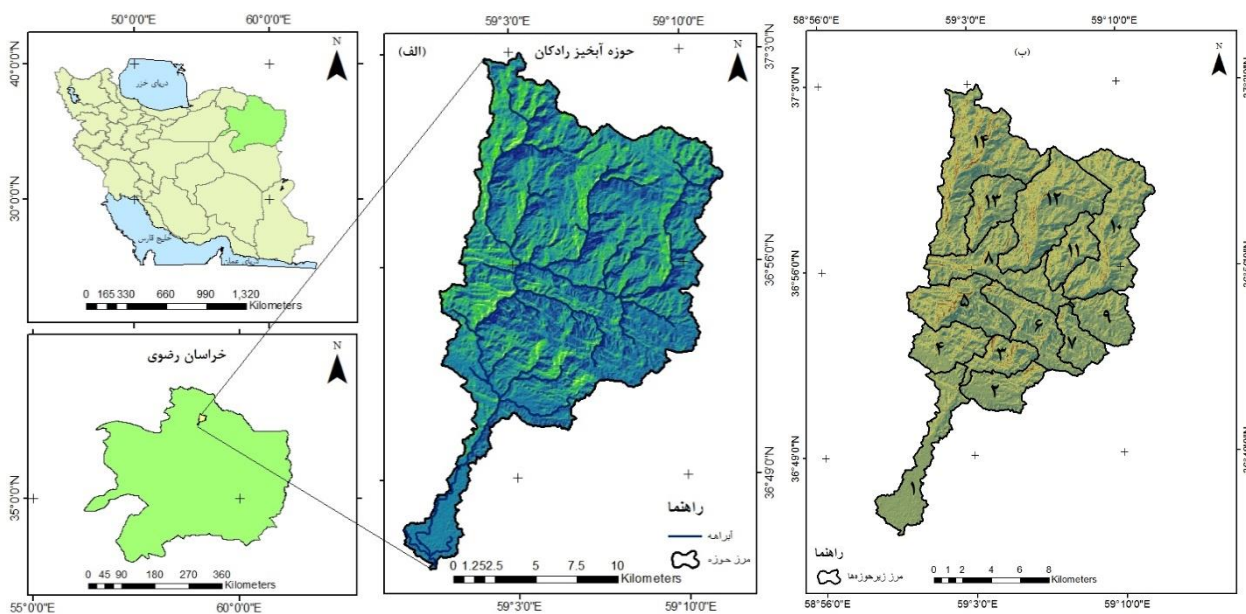 50°0'0"E
60°0'0"E
40°0'0"N
30°0'0"N
N
دریای خزر
خلیج فارس
دریای عمان
0 165 330 660 990 1,320
Kilometers
خراسان رضوی
N
35°0'0"N
0 45 90 180 270 360
Kilometers
55°0'0"E
60°0'0"E
59°3'0"E
59°10'0"E
(الف)
حوزه آبخیز رادکان
N
37°3'0"N
36°56'0"N
36°49'0"N
راهنما
آبراهه
مرز حوزه
0 1.25 2.5 5 7.5 10
Kilometers
59°3'0"E
59°10'0"E
58°56'0"E
59°3'0"E
59°10'0"E
(ب)
N
37°3'0"N
36°56'0"N
36°49'0"N
۱۴
۱۳
۱۲
۱۰
۱۱
۸
۵
۶
۹
۷
۴
۳
۲
۱
راهنما
مرز زیرحوزه‌ها
0 1 2 4 6 8
Kilometers
58°56'0"E
59°3'0"E
59°10'0"E